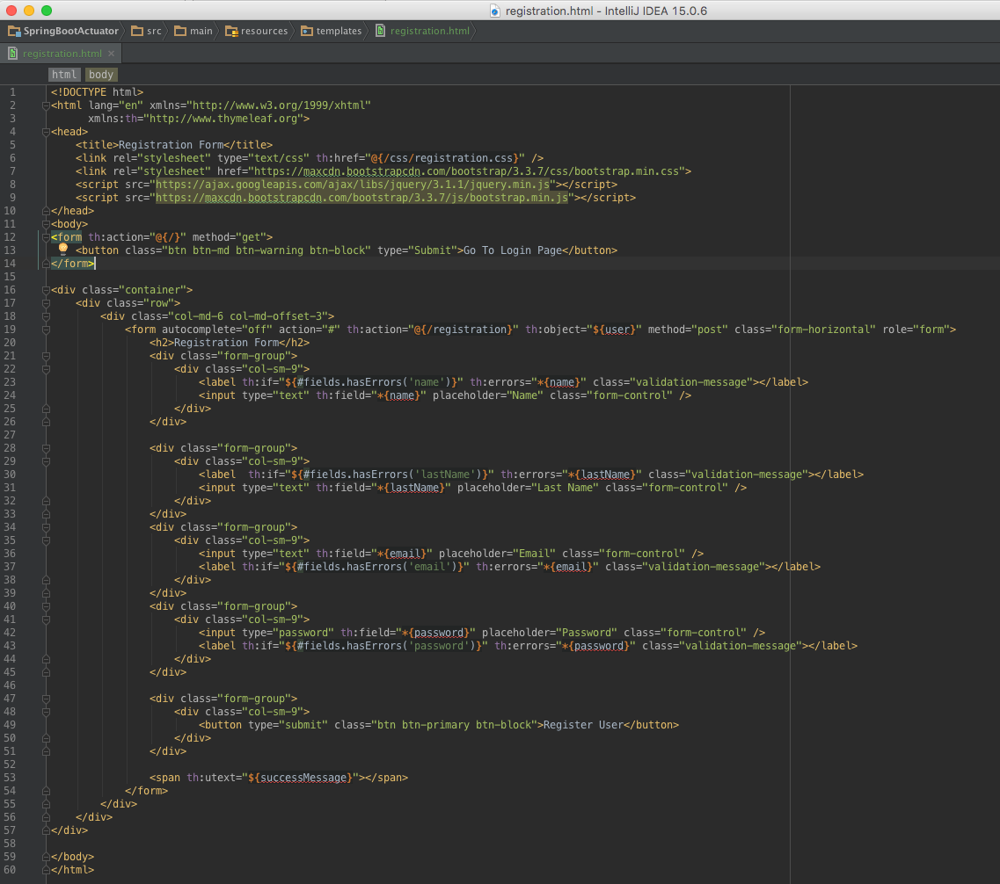 registration.html - IntelliJ IDEA 15.0.6
SpringBootActuator src main resources templates registration.html
registration.html ×
html body
1 <!DOCTYPE html>
2 <html lang="en" xmlns="http://www.w3.org/1999/xhtml"
3 xmlns:th="http://www.thymeleaf.org">
4 <head>
5 <title>Registration Form</title>
6 <link rel="stylesheet" type="text/css" th:href="@{/css/registration.css}" />
7 <link rel="stylesheet" href="https://maxcdn.bootstrapcdn.com/bootstrap/3.3.7/css/bootstrap.min.css">
8 <script src="https://ajax.googleapis.com/ajax/libs/jquery/3.1.1/jquery.min.js"></script>
9 <script src="https://maxcdn.bootstrapcdn.com/bootstrap/3.3.7/js/bootstrap.min.js"></script>
10 </head>
11 <body>
12 <form th:action="@{/}" method="get">
13 <button class="btn btn-md btn-warning btn-block" type="Submit">Go To Login Page</button>
14 </form>
15
16 <div class="container">
17 <div class="row">
18 <div class="col-md-6 col-md-offset-3">
19 <form autocomplete="off" action="#" th:action="@{/registration}" th:object="${user}" method="post" class="form-horizontal" role="form">
20 <h2>Registration Form</h2>
21 <div class="form-group">
22 <div class="col-sm-9">
23 <label th:if="${#fields.hasErrors('name')}" th:errors="*{name}" class="validation-message"></label>
24 <input type="text" th:field="*{name}" placeholder="Name" class="form-control" />
25 </div>
26 </div>
27
28 <div class="form-group">
29 <div class="col-sm-9">
30 <label  th:if="${#fields.hasErrors('lastName')}" th:errors="*{lastName}" class="validation-message"></label>
31 <input type="text" th:field="*{lastName}" placeholder="Last Name" class="form-control" />
32 </div>
33 </div>
34 <div class="form-group">
35 <div class="col-sm-9">
36 <input type="text" th:field="*{email}" placeholder="Email" class="form-control" />
37 <label th:if="${#fields.hasErrors('email')}" th:errors="*{email}" class="validation-message"></label>
38 </div>
39 </div>
40 <div class="form-group">
41 <div class="col-sm-9">
42 <input type="password" th:field="*{password}" placeholder="Password" class="form-control" />
43 <label th:if="${#fields.hasErrors('password')}" th:errors="*{password}" class="validation-message"></label>
44 </div>
45 </div>
46
47 <div class="form-group">
48 <div class="col-sm-9">
49 <button type="submit" class="btn btn-primary btn-block">Register User</button>
50 </div>
51 </div>
52
53 <span th:utext="${successMessage}"></span>
54 </form>
55 </div>
56 </div>
57 </div>
58
59 </body>
60 </html>